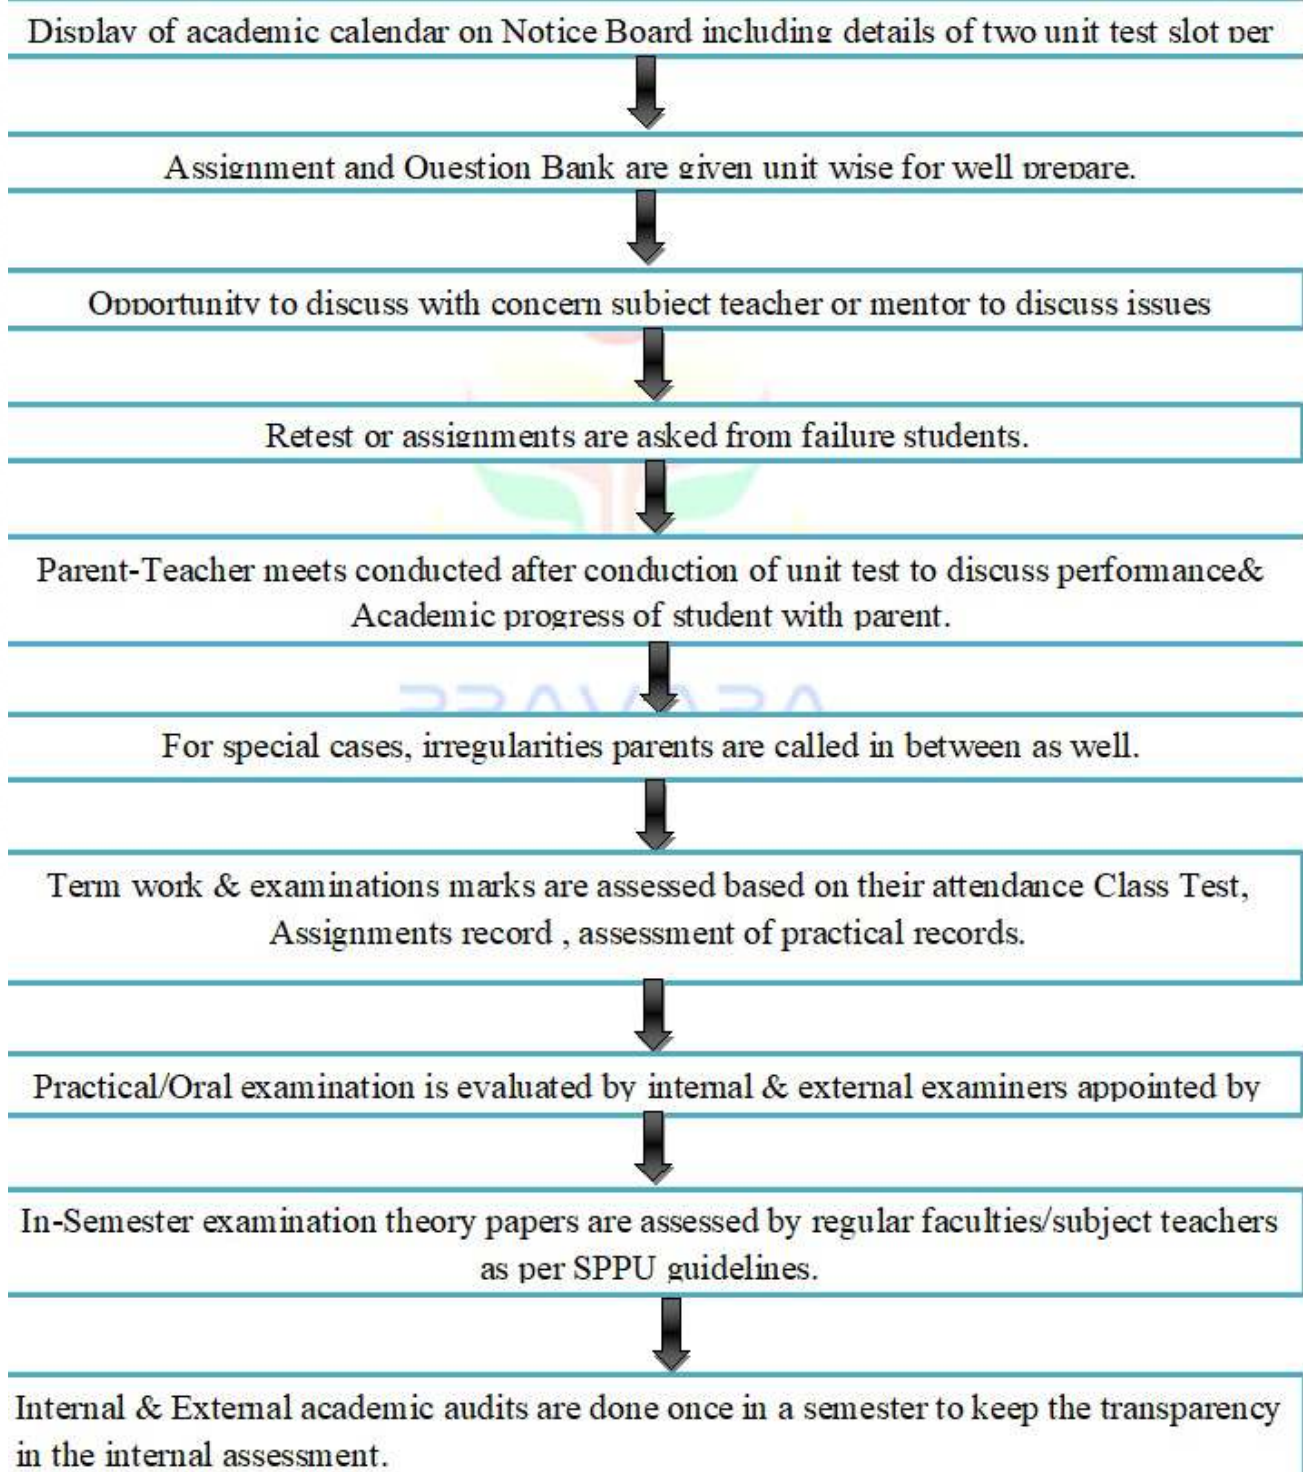 Display of academic calendar on Notice Board including details of two unit test slot per
Assignment and Question Bank are given unit wise for well prepare.
Opportunity to discuss with concern subject teacher or mentor to discuss issues
Retest or assignments are asked from failure students.
Parent-Teacher meets conducted after conduction of unit test to discuss performance&
Academic progress of student with parent.
PRAVARA
For special cases, irregularities parents are called in between as well.
Term work & examinations marks are assessed based on their attendance Class Test,
Assignments record , assessment of practical records.
Practical/Oral examination is evaluated by internal & external examiners appointed by
In-Semester examination theory papers are assessed by regular faculties/subject teachers
as per SPPU guidelines.
Internal & External academic audits are done once in a semester to keep the transparency
in the internal assessment.